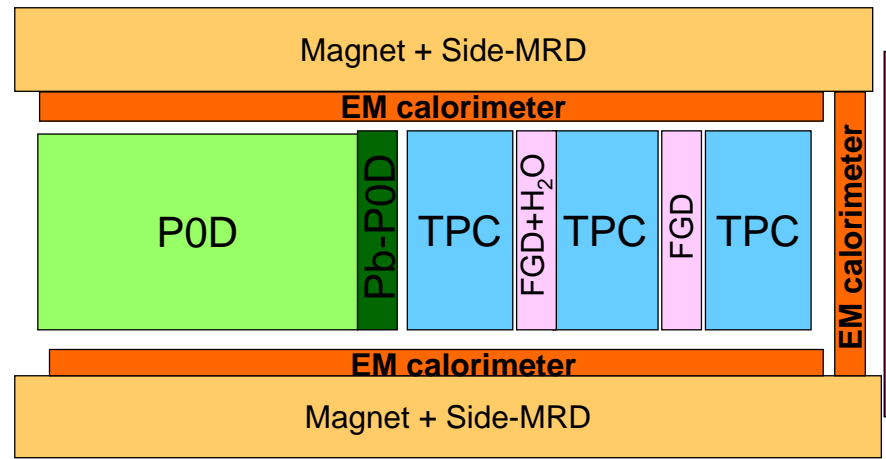 Magnet + Side-MRD
EM calorimeter
P0D
Pb-P0D
TPC
FGD+H₂O
TPC
FGD
TPC
EM calorimeter
EM calorimeter
Magnet + Side-MRD